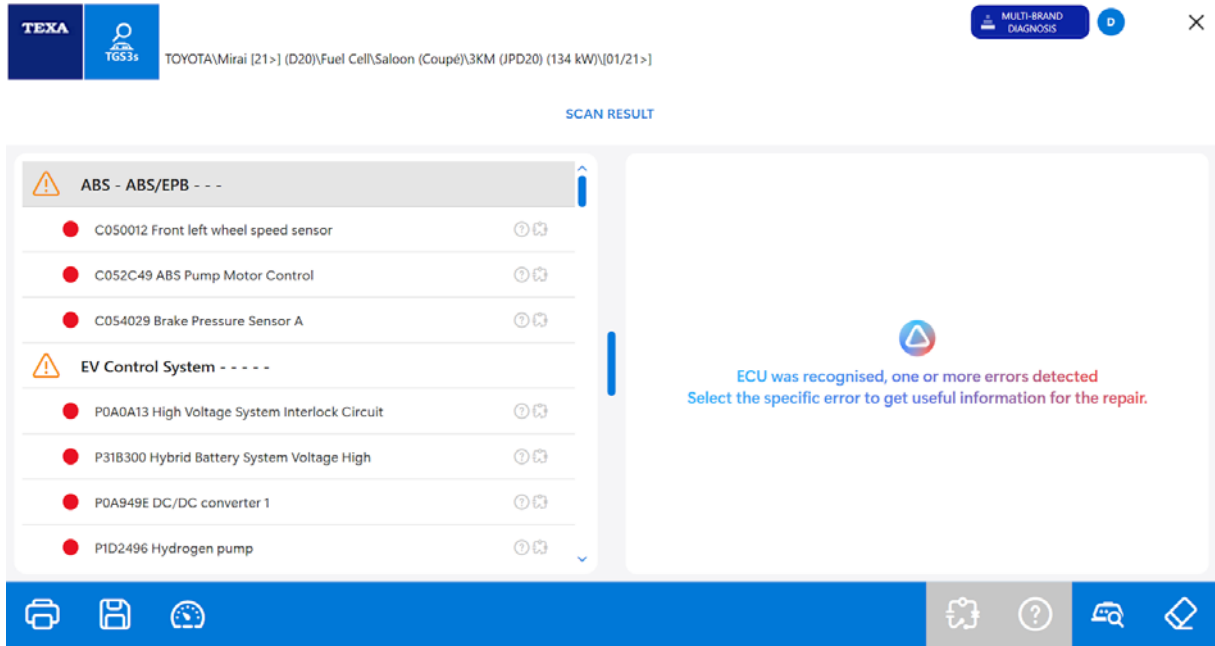 TEXA
TGS3s
TOYOTA\Mirai [21>] (D20)\Fuel Cell\Saloon (Coupé)\3KM (JPD20) (134 kW)\[01/21>]
MULTI-BRAND
DIAGNOSIS
D
SCAN RESULT
ABS - ABS/EPB - - -
C050012 Front left wheel speed sensor
C052C49 ABS Pump Motor Control
C054029 Brake Pressure Sensor A
EV Control System - - - - -
P0A0A13 High Voltage System Interlock Circuit
P31B300 Hybrid Battery System Voltage High
P0A949E DC/DC converter 1
P1D2496 Hydrogen pump
ECU was recognised, one or more errors detected
Select the specific error to get useful information for the repair.